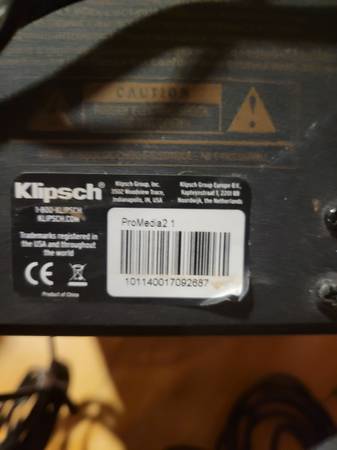 CAUTION
Klipsch®
1-800-KLIPSCH
KLIPSCH.COM
Klipsch Group, Inc.
3502 Woodview Trace,
Indianapolis, IN, USA
Klipsch Group Europe B.V.
Kapteynstraat 1, 2201 BB
Noordwijk, the Netherlands
Trademarks registered in
the USA and throughout
the world
CE
Product of China
ProMedia2.1
101140017092687